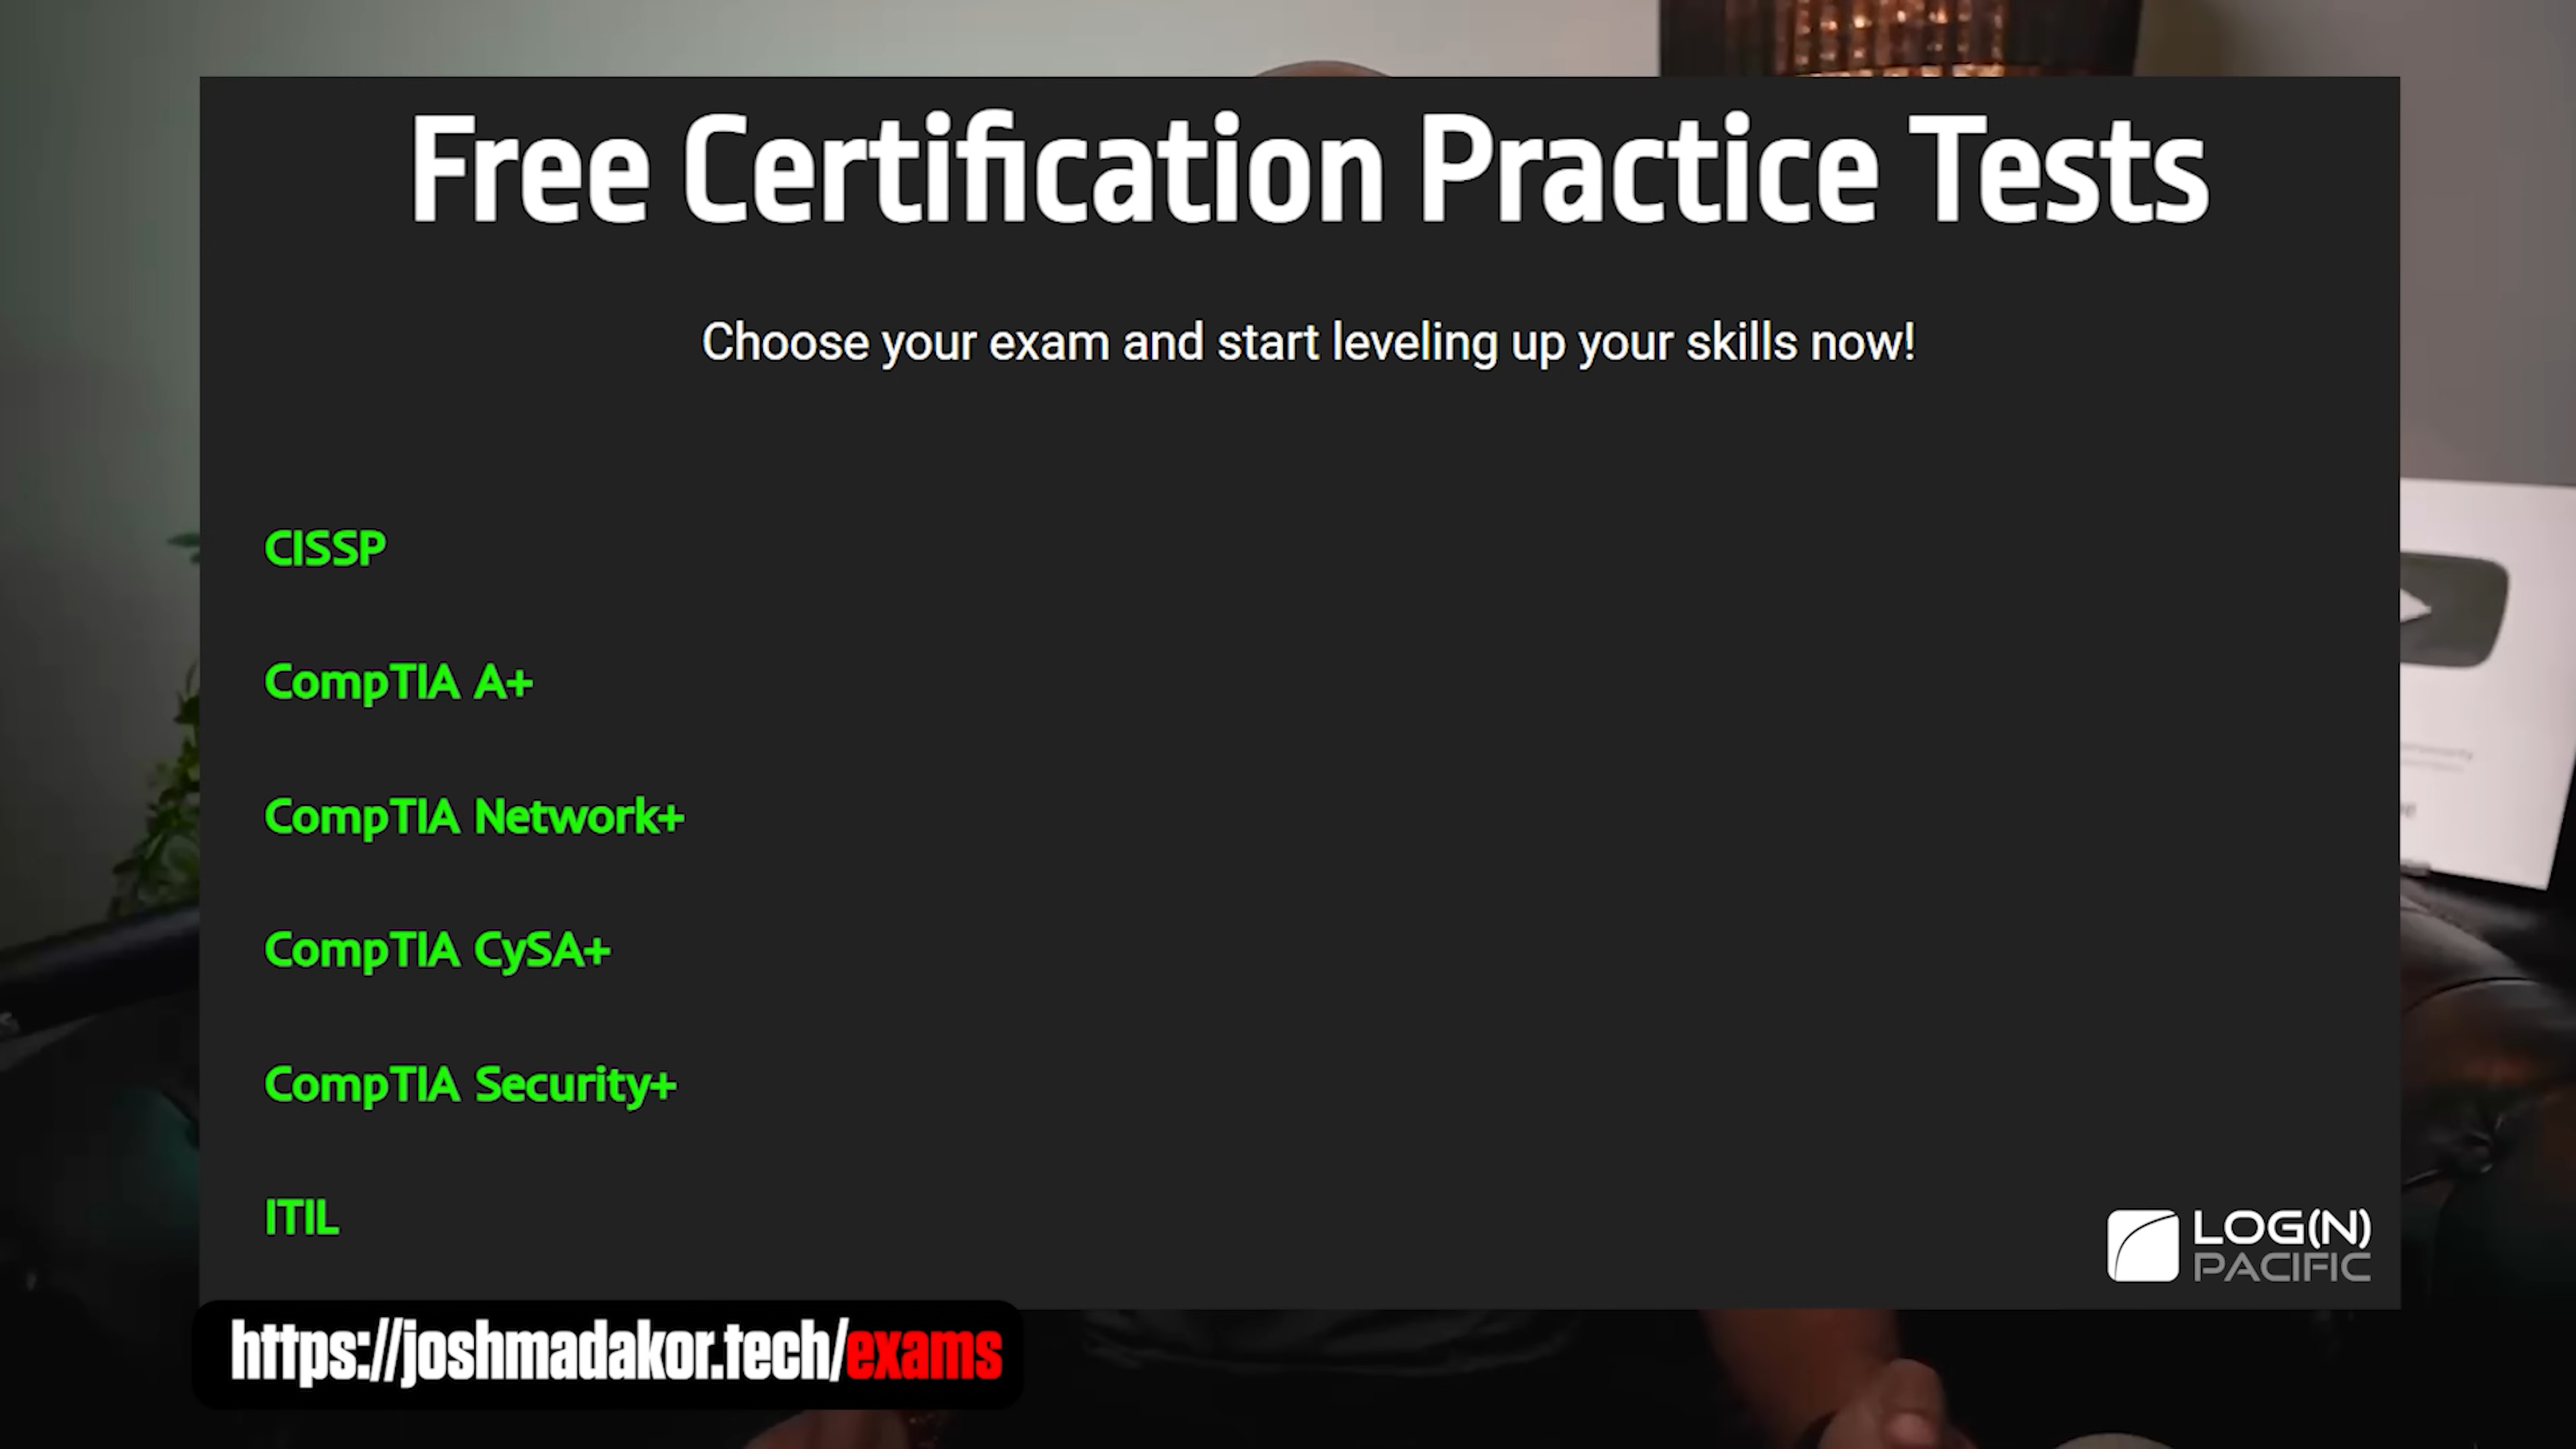 Free Certification Practice Tests
Choose your exam and start leveling up your skills now!
CISSP
CompTIA A+
CompTIA Network+
CompTIA CySA+
CompTIA Security+
ITIL
LOG(N)
PACIFIC
https://joshmadakor.tech/exams